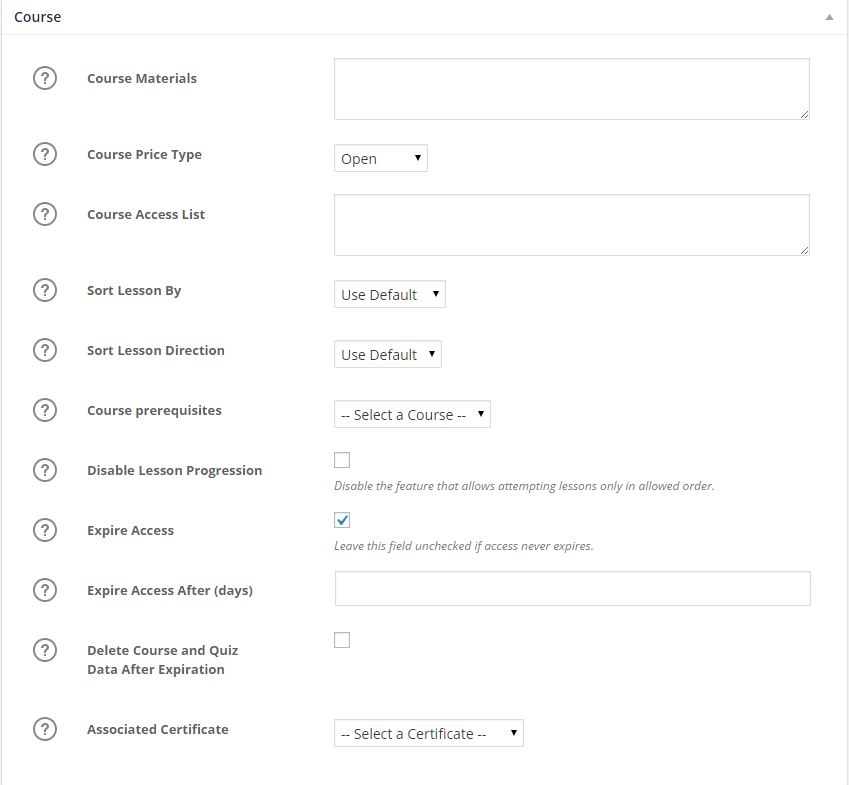 Course
? Course Materials
? Course Price Type Open
? Course Access List
? Sort Lesson By Use Default
? Sort Lesson Direction Use Default
? Course prerequisites -- Select a Course --
? Disable Lesson Progression
Disable the feature that allows attempting lessons only in allowed order.
? Expire Access
Leave this field unchecked if access never expires.
? Expire Access After (days)
? Delete Course and Quiz
Data After Expiration
? Associated Certificate -- Select a Certificate --